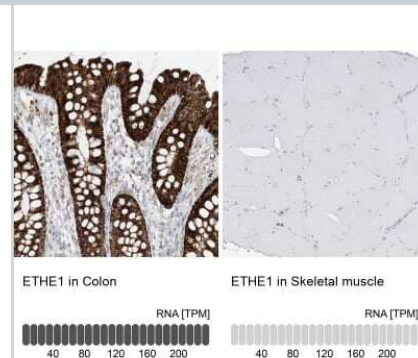 ETHE1 in Colon
ETHE1 in Skeletal muscle
RNA [TPM]
RNA [TPM]
40 80 120 160 200
40 80 120 160 200